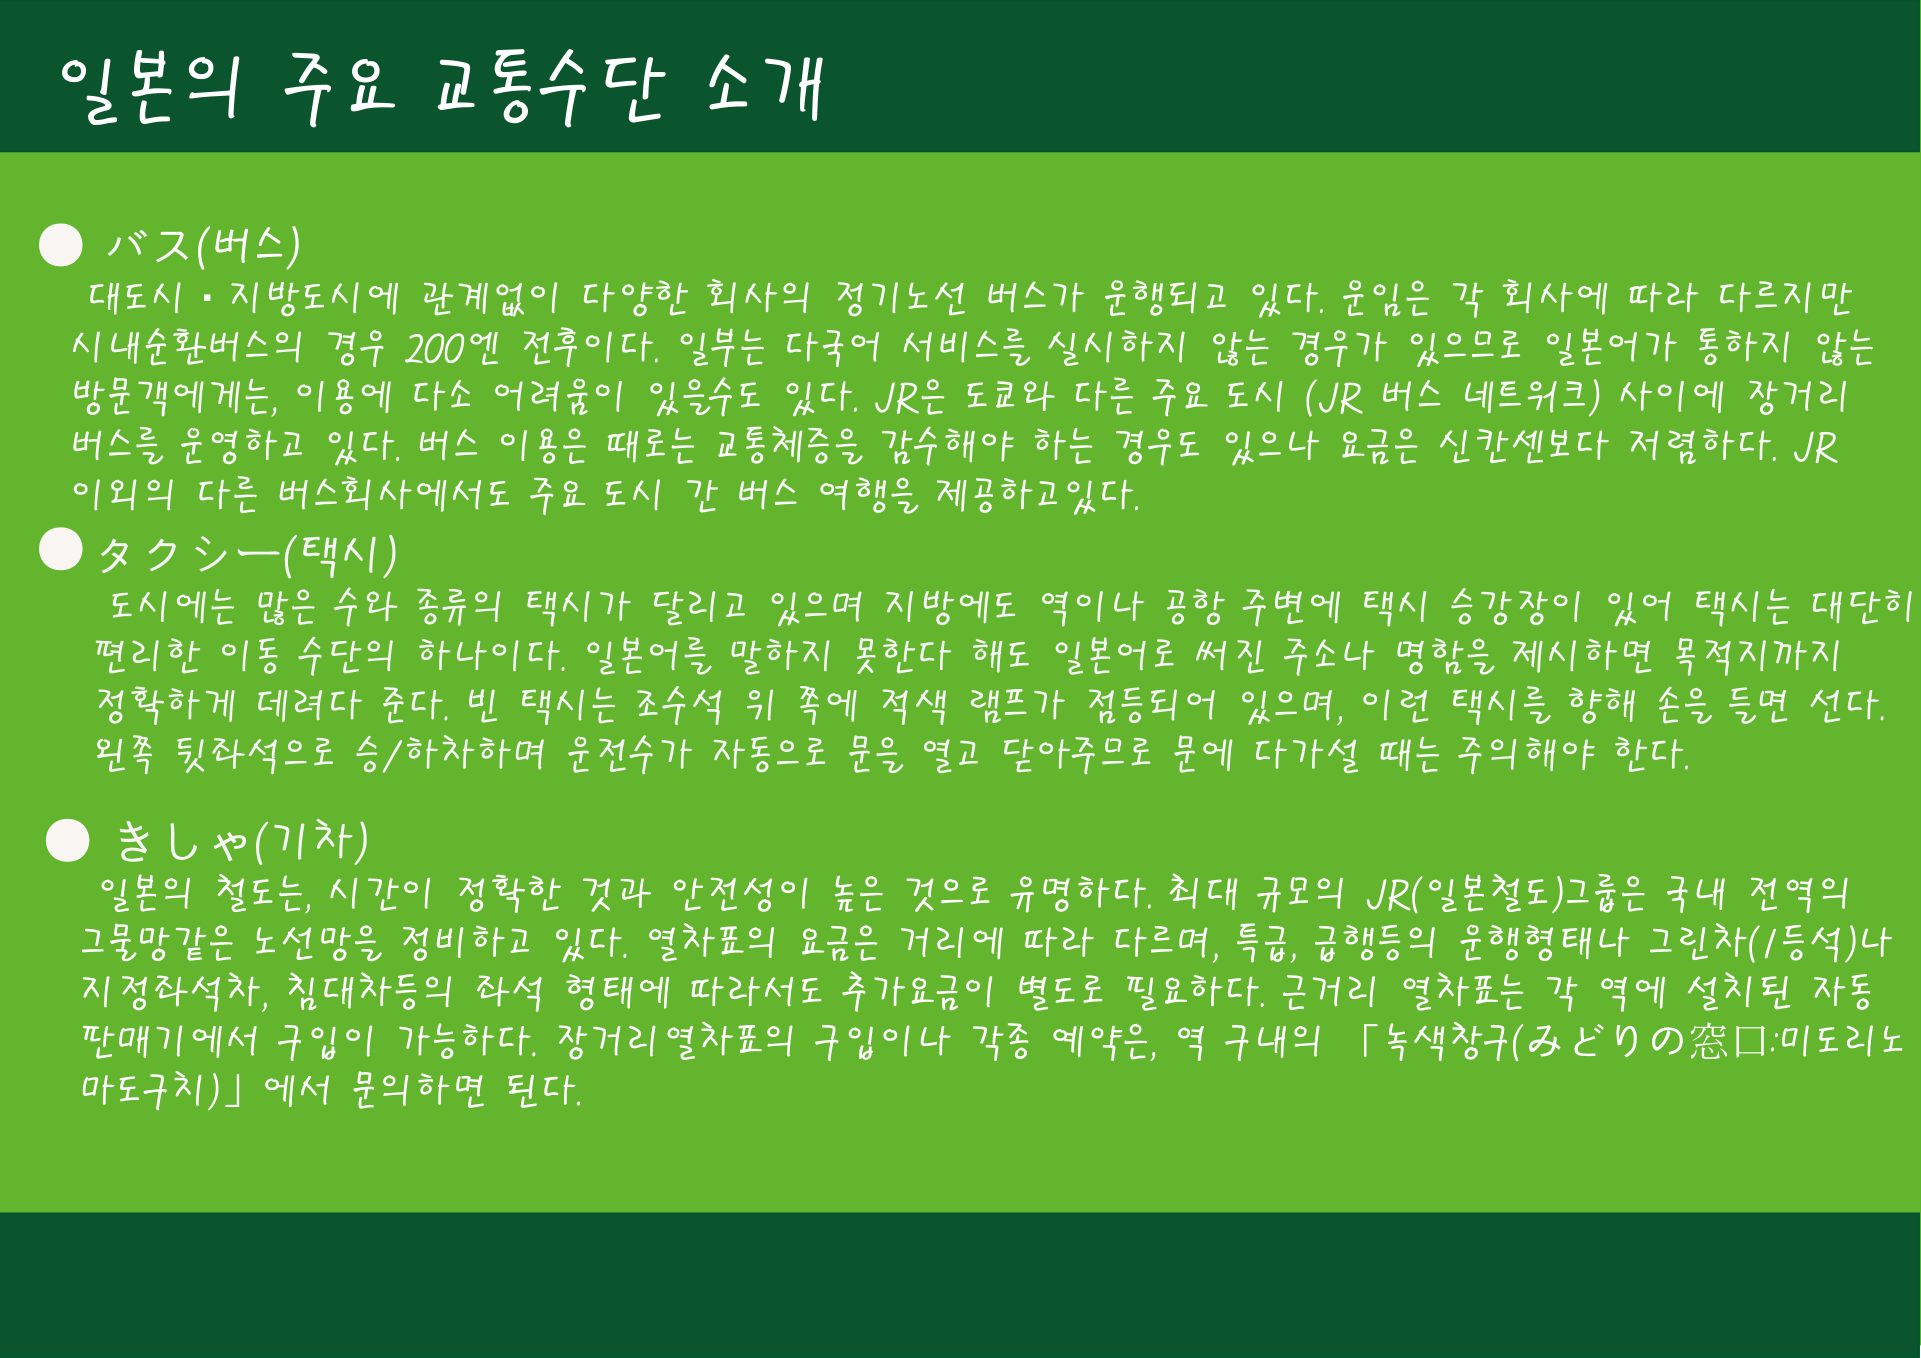 일본의 주요 교통수단 소개
バス(버스)
대도시・지방도시에 관계없이 다양한 회사의 정기노선 버스가 운행되고 있다. 운임은 각 회사에 따라 다르지만
시내순환버스의 경우 200엔 전후이다. 일부는 다국어 서비스를 실시하지 않는 경우가 있으므로 일본어가 통하지 않는
방문객에게는, 이용에 다소 어려움이 있을수도 있다. JR은 도쿄와 다른 주요 도시 (JR 버스 네트워크) 사이에 장거리
버스를 운영하고 있다. 버스 이용은 때로는 교통체증을 감수해야 하는 경우도 있으나 요금은 신칸센보다 저렴하다. JR
이외의 다른 버스회사에서도 주요 도시 간 버스 여행을 제공하고있다.
タクシー(택시)
도시에는 많은 수와 종류의 택시가 달리고 있으며 지방에도 역이나 공항 주변에 택시 승강장이 있어 택시는 대단히
편리한 이동 수단의 하나이다. 일본어를 말하지 못한다 해도 일본어로 써진 주소나 명함을 제시하면 목적지까지
정확하게 데려다 준다. 빈 택시는 조수석 위 쪽에 적색 램프가 점등되어 있으며, 이런 택시를 향해 손을 들면 선다.
왼쪽 뒷좌석으로 승/하차하며 운전수가 자동으로 문을 열고 닫아주므로 문에 다가설 때는 주의해야 한다.
きしゃ(기차)
일본의 철도는, 시간이 정확한 것과 안전성이 높은 것으로 유명하다. 최대 규모의 JR(일본철도)그룹은 국내 전역의
그물망같은 노선망을 정비하고 있다. 열차표의 요금은 거리에 따라 다르며, 특급, 급행등의 운행형태나 그린차(1등석)나
지정좌석차, 침대차등의 좌석 형태에 따라서도 추가요금이 별도로 필요하다. 근거리 열차표는 각 역에 설치된 자동
판매기에서 구입이 가능하다. 장거리열차표의 구입이나 각종 예약은, 역 구내의 「녹색창구(みどりの窓口:미도리노
마도구치)」에서 문의하면 된다.